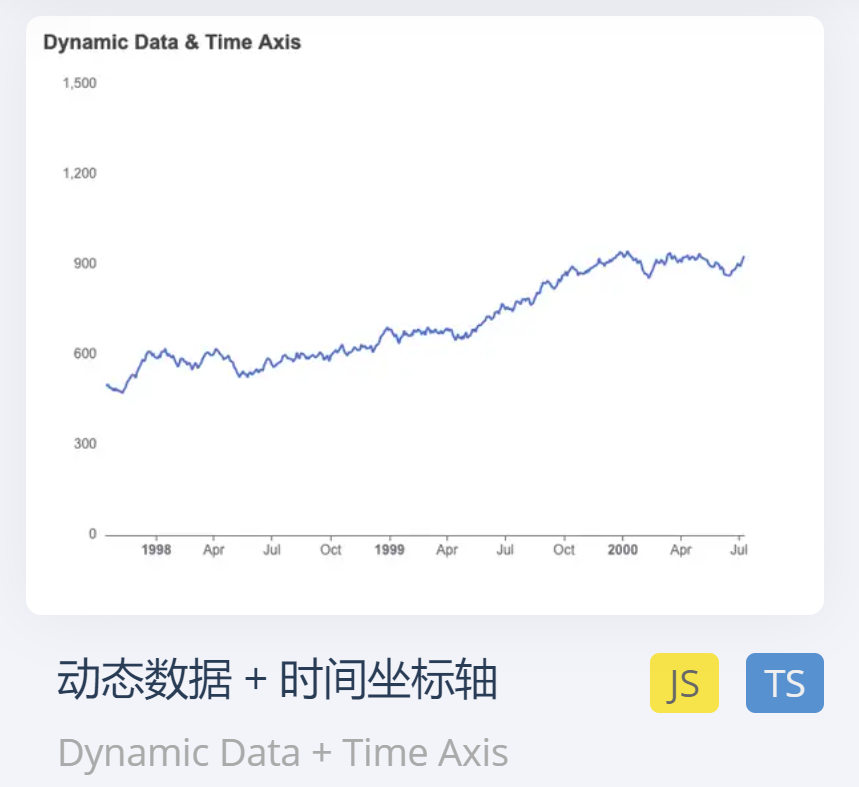 Dynamic Data & Time Axis
1,500
1,200
900
600
300
0
1998 Apr Jul Oct 1999 Apr Jul Oct 2000 Apr Jul
动态数据 + 时间坐标轴 JS TS
Dynamic Data + Time Axis